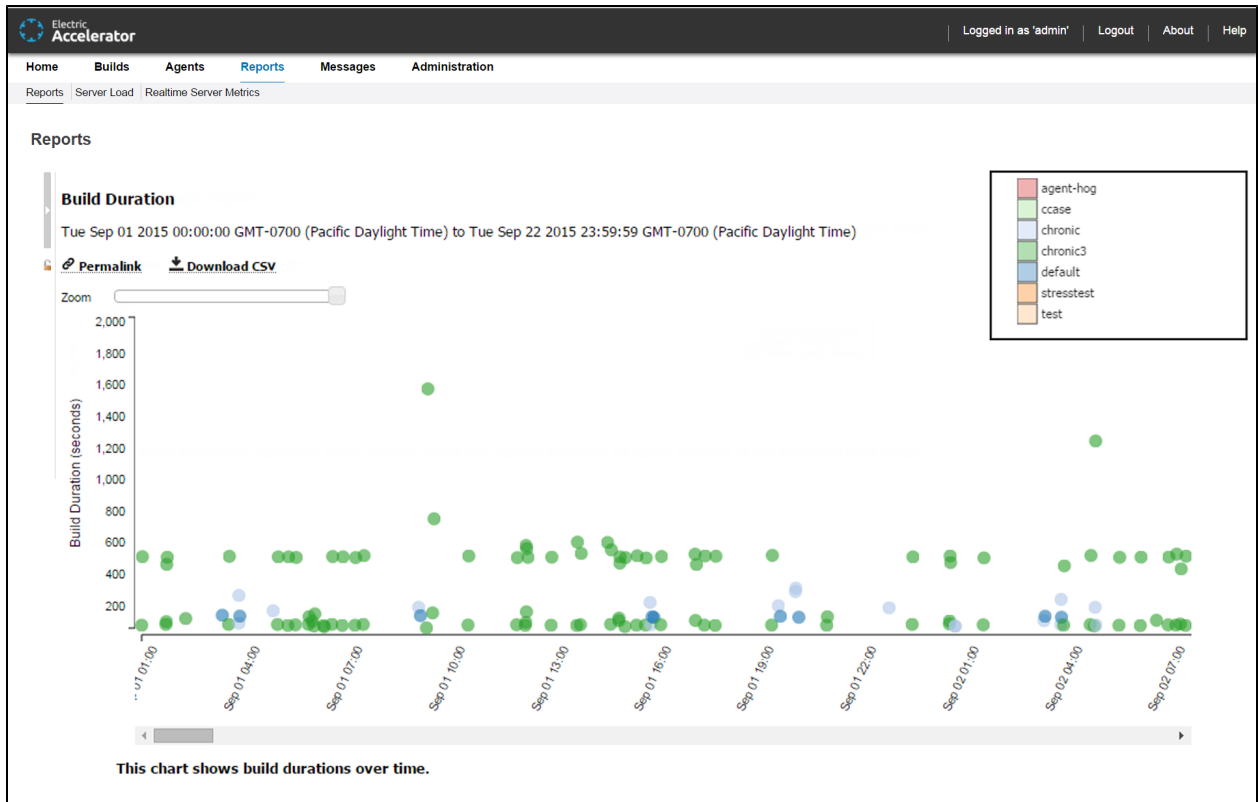 Electric
Accelerator
Logged in as 'admin' Logout About Help
Home Builds Agents Reports Messages Administration
Reports Server Load Realtime Server Metrics
Reports
Build Duration
Tue Sep 01 2015 00:00:00 GMT-0700 (Pacific Daylight Time) to Tue Sep 22 2015 23:59:59 GMT-0700 (Pacific Daylight Time)
Permalink Download CSV
Zoom
agent-hog
ccase
chronic
chronic3
default
stresstest
test
Build Duration (seconds)
2,000
1,800
1,600
1,400
1,200
1,000
800
600
400
200
01 01:00
Sep 01 04:00
Sep 01 07:00
Sep 01 10:00
Sep 01 13:00
Sep 01 16:00
Sep 01 19:00
Sep 01 22:00
Sep 02 01:00
Sep 02 04:00
Sep 02 07:00
This chart shows build durations over time.